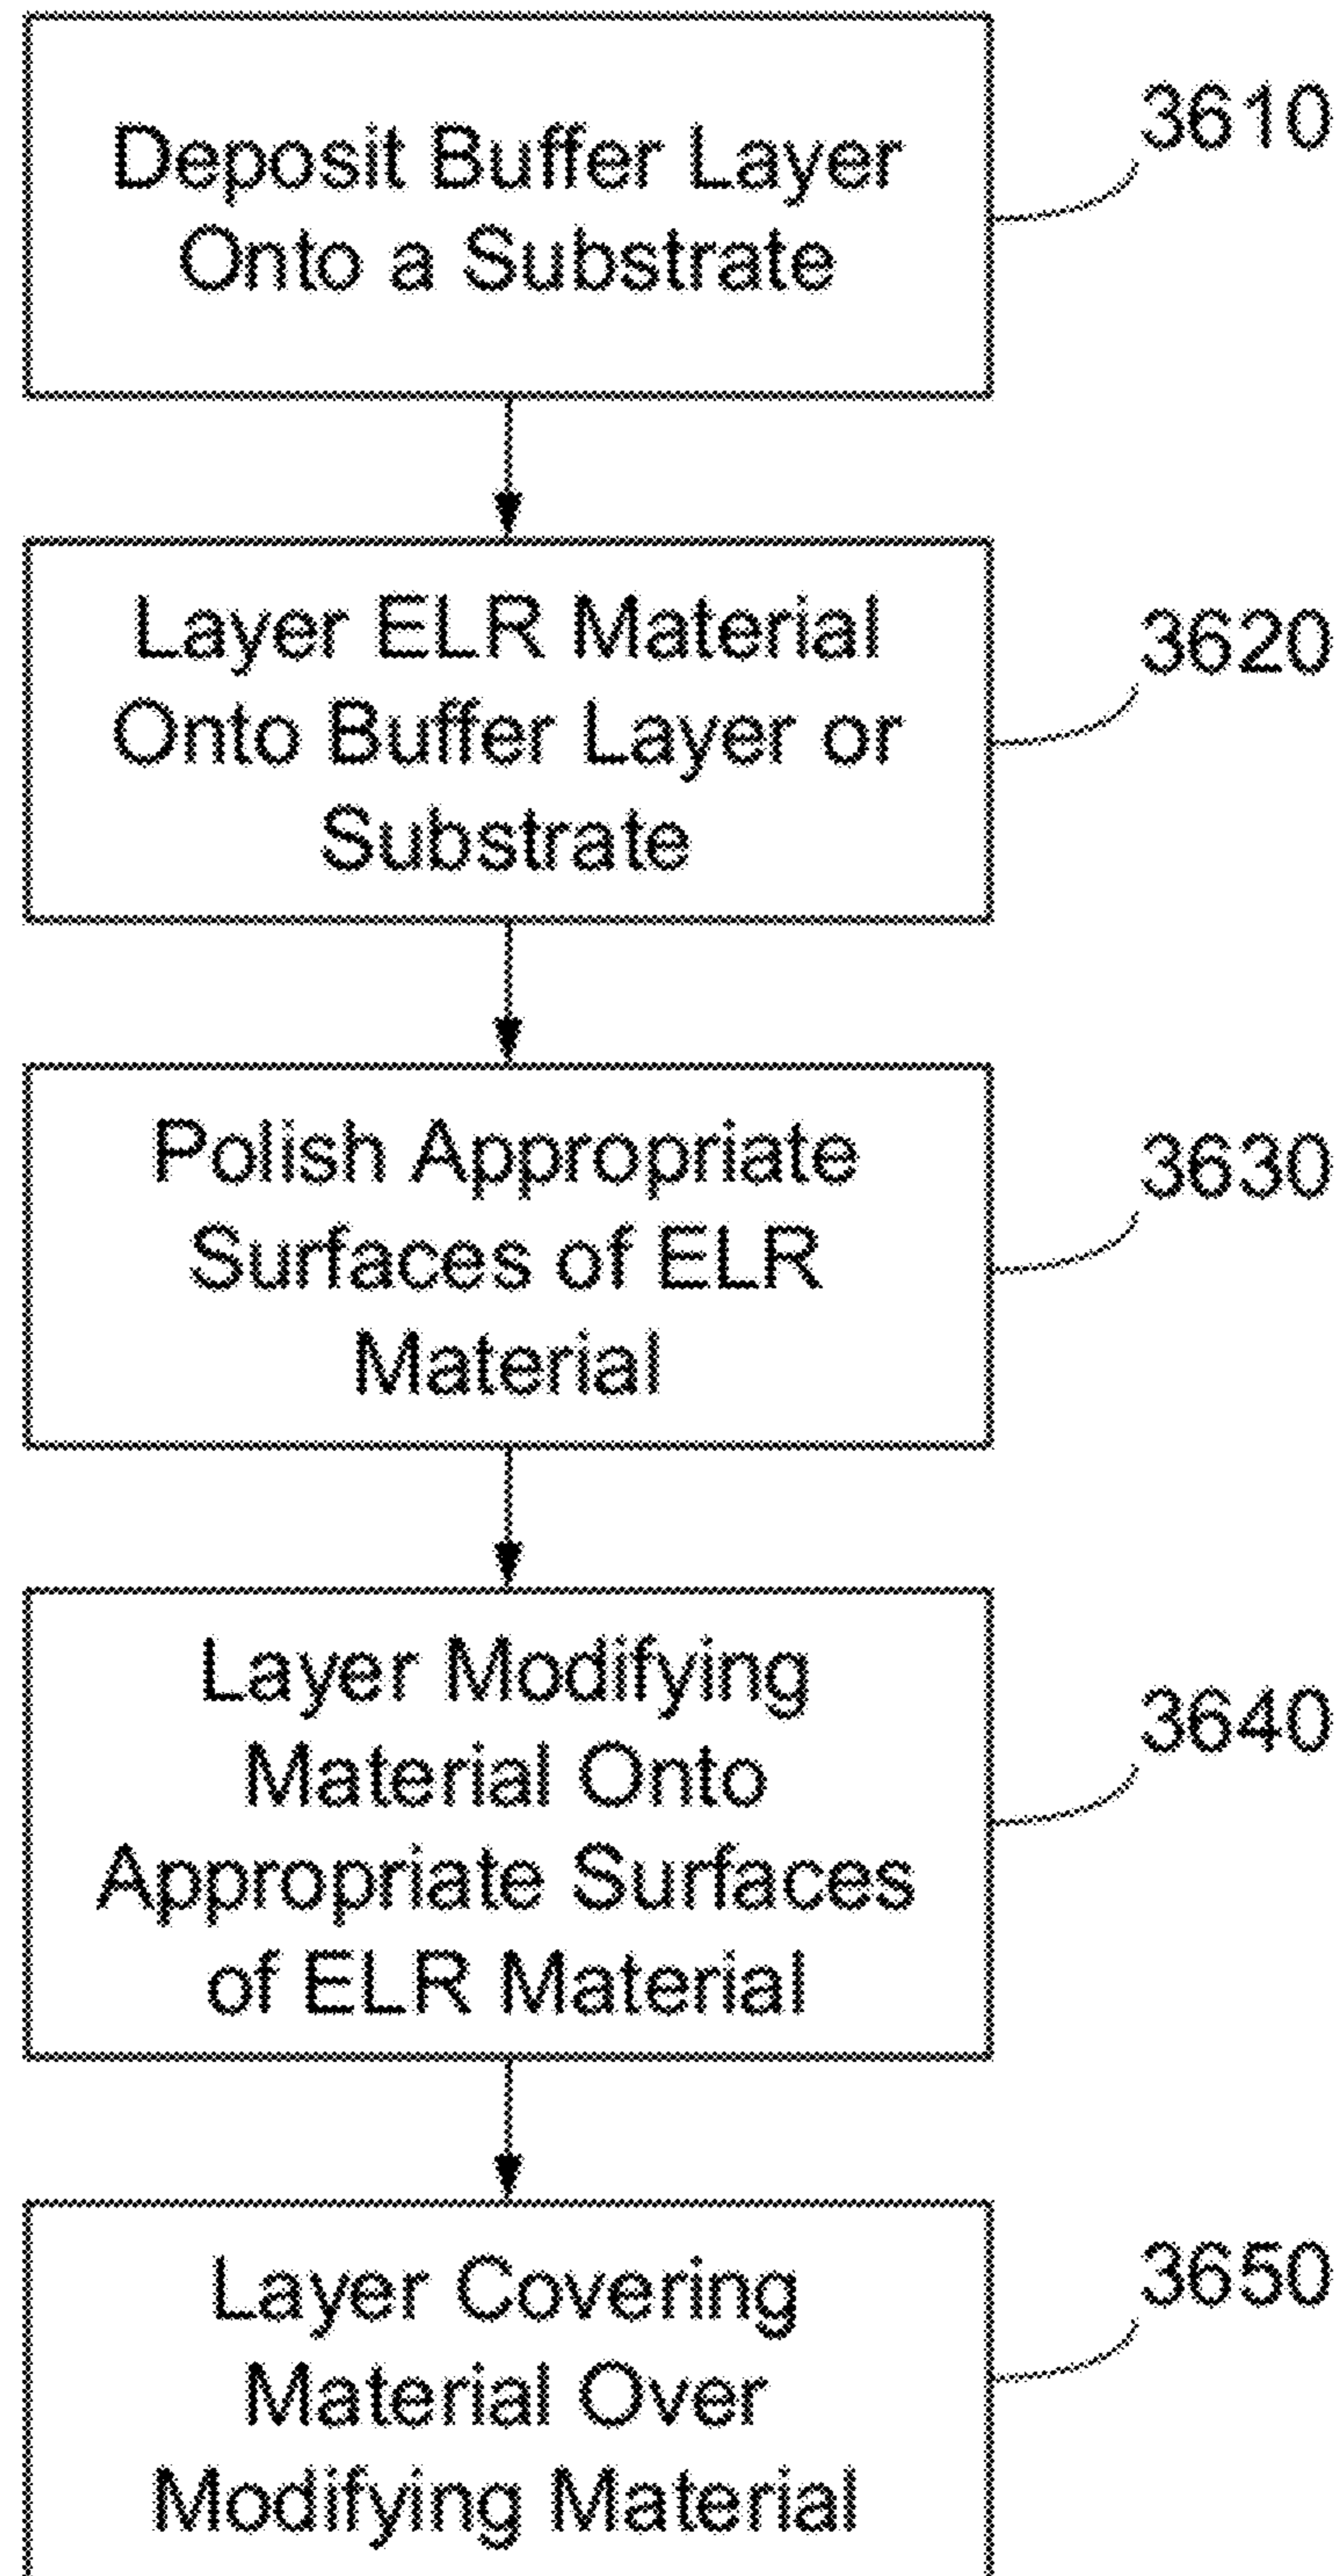 Deposit Buffer Layer
Onto a Substrate
3610
Layer ELR Material
Onto Buffer Layer or
Substrate
3620
Polish Appropriate
Surfaces of ELR
Material
3630
Layer Modifying
Material Onto
Appropriate Surfaces
of ELR Material
3640
Layer Covering
Material Over
Modifying Material
3650